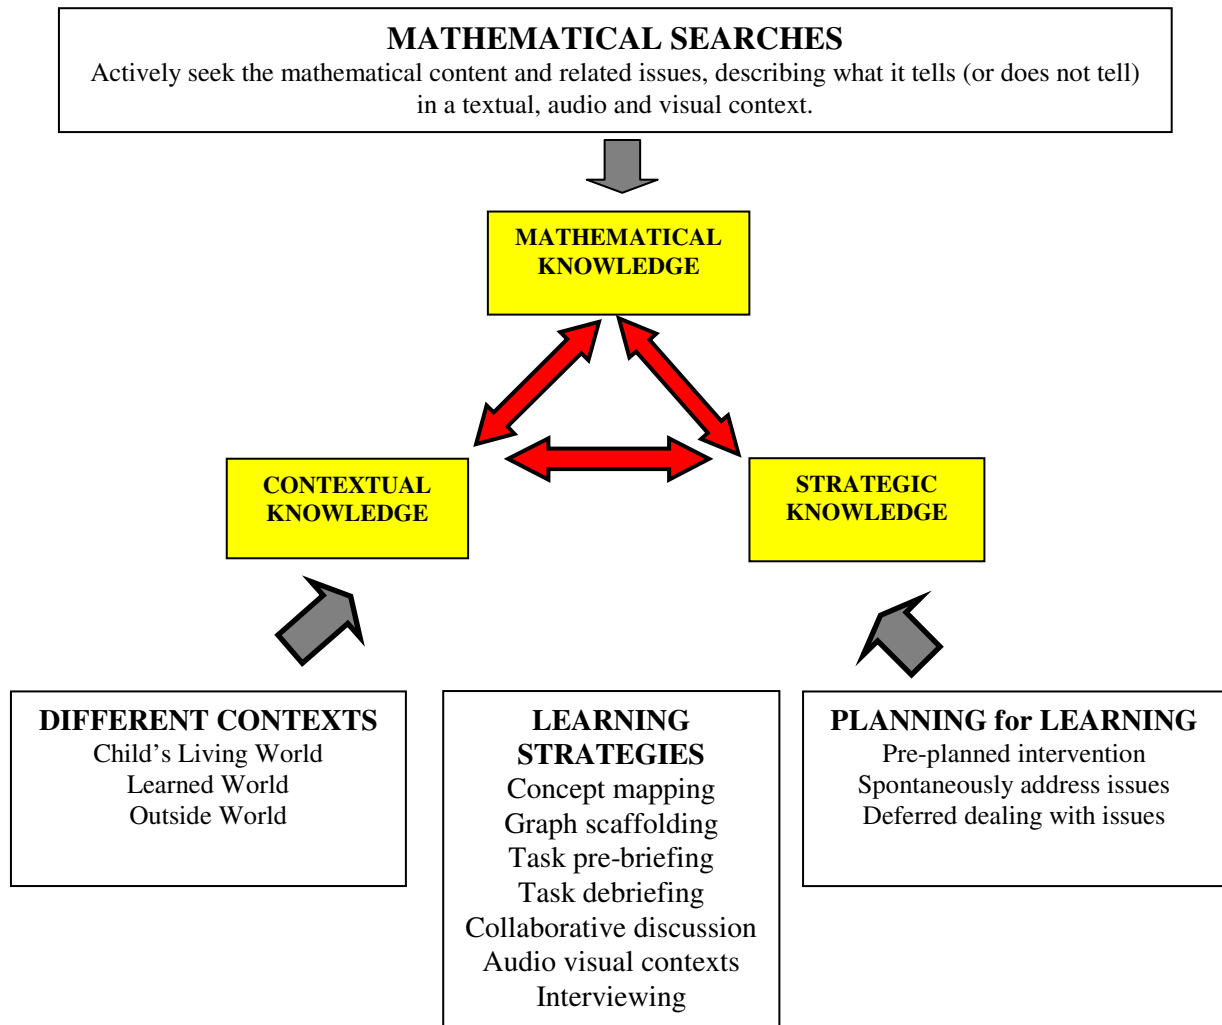 MATHEMATICAL SEARCHES
Actively seek the mathematical content and related issues, describing what it tells (or does not tell)
in a textual, audio and visual context.
MATHEMATICAL
KNOWLEDGE
CONTEXTUAL
KNOWLEDGE
STRATEGIC
KNOWLEDGE
DIFFERENT CONTEXTS
Child’s Living World
Learned World
Outside World
LEARNING
STRATEGIES
Concept mapping
Graph scaffolding
Task pre-briefing
Task debriefing
Collaborative discussion
Audio visual contexts
Interviewing
PLANNING for LEARNING
Pre-planned intervention
Spontaneously address issues
Deferred dealing with issues